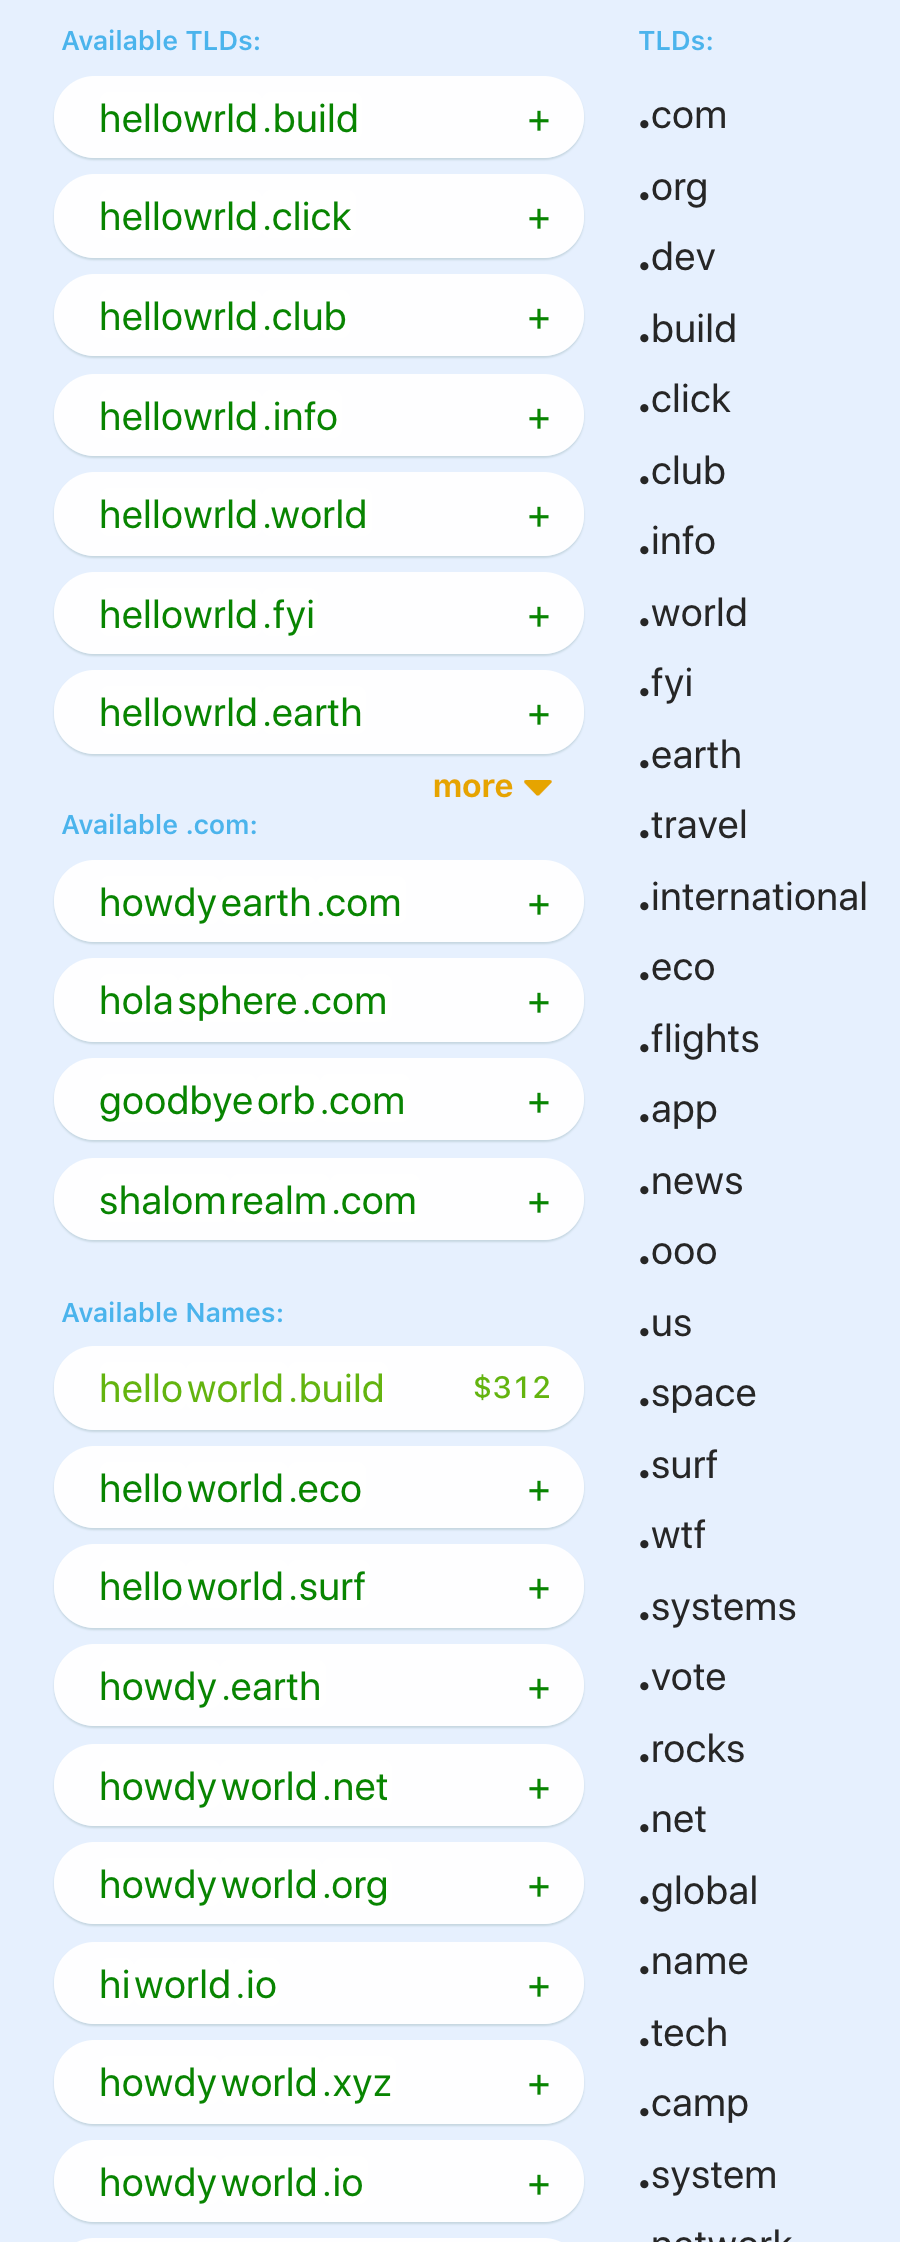 Available TLDs:
hellowrld.build +
hellowrld.click +
hellowrld.club +
hellowrld.info +
hellowrld.world +
hellowrld.fyi +
hellowrld.earth +
more
Available .com:
howdyearth.com +
holasphere.com +
goodbyeorb.com +
shalomrealm.com +
Available Names:
helloworld.build $312
helloworld.eco +
helloworld.surf +
howdy.earth +
howdyworld.net +
howdyworld.org +
hiworld.io +
howdyworld.xyz +
howdyworld.io +
TLDs:
.com
.org
.dev
.build
.click
.club
.info
.world
.fyi
.earth
.travel
.international
.eco
.flights
.app
.news
.ooo
.us
.space
.surf
.wtf
.systems
.vote
.rocks
.net
.global
.name
.tech
.camp
.system
.network